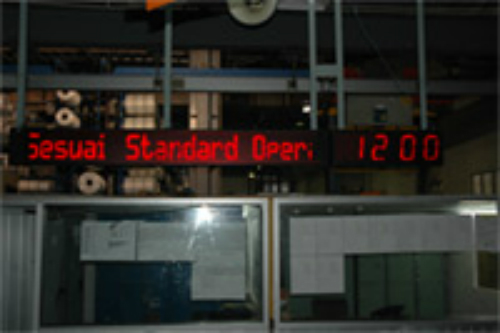 Sesuai Standard Oper 1200